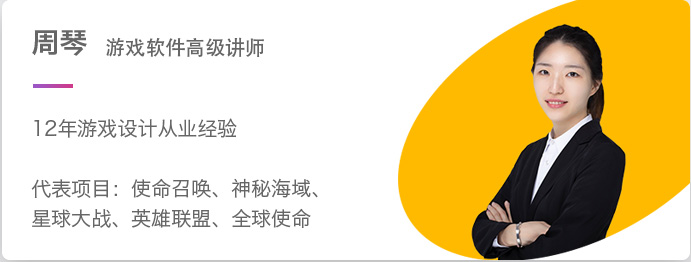 周琴 游戏软件高级讲师
12年游戏设计从业经验
代表项目：使命召唤、神秘海域、
星球大战、英雄联盟、全球使命